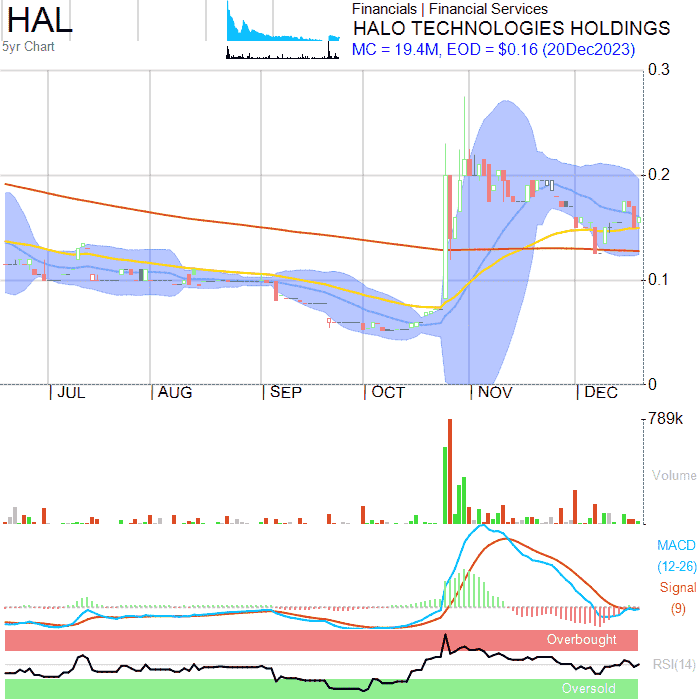 HAL
5yr Chart
Financials | Financial Services
HALO TECHNOLOGIES HOLDINGS
MC = 19.4M, EOD = $0.16 (20Dec2023)
0.3
0.2
0.1
0
JUL AUG SEP OCT NOV DEC
789k
Volume
MACD
(12-26)
Signal
(9)
Overbought
RSI(14)
Oversold